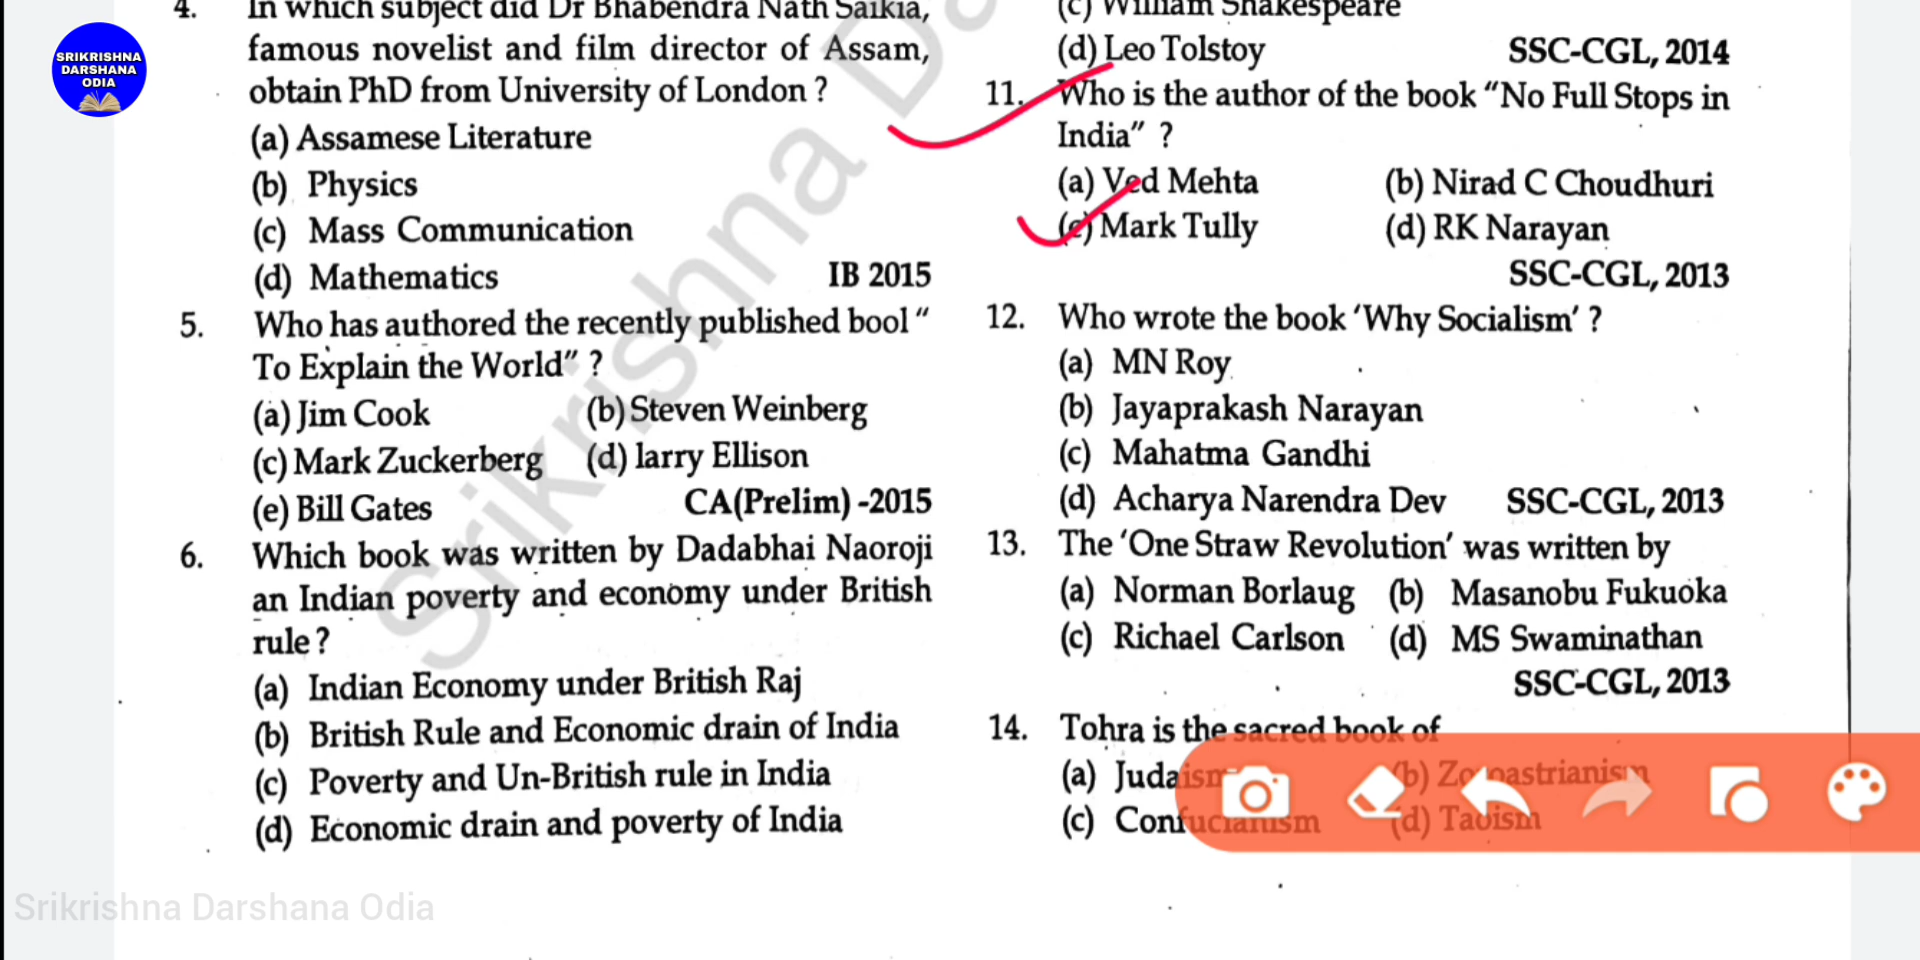 SRIKRISHNA
DARSHANA
ODIA
4. In which subject did Dr Bhabendra Nath Saikia,
famous novelist and film director of Assam,
obtain PhD from University of London ?
(a) Assamese Literature
(b) Physics
(c) Mass Communication
(d) Mathematics IB 2015
5. Who has authored the recently published bool “
To Explain the World” ?
(a) Jim Cook (b) Steven Weinberg
(c) Mark Zuckerberg (d) larry Ellison
(e) Bill Gates CA(Prelim) -2015
6. Which book was written by Dadabhai Naoroji
an Indian poverty and economy under British
rule ?
(a) Indian Economy under British Raj
(b) British Rule and Economic drain of India
(c) Poverty and Un-British rule in India
(d) Economic drain and poverty of India
(c) William Shakespeare
(d) Leo Tolstoy SSC-CGL, 2014
11. Who is the author of the book “No Full Stops in
India” ?
(a) Ved Mehta (b) Nirad C Choudhuri
(c) Mark Tully (d) RK Narayan
SSC-CGL, 2013
12. Who wrote the book ‘Why Socialism’ ?
(a) MN Roy
(b) Jayaprakash Narayan
(c) Mahatma Gandhi
(d) Acharya Narendra Dev SSC-CGL, 2013
13. The ‘One Straw Revolution’ was written by
(a) Norman Borlaug (b) Masanobu Fukuoka
(c) Richael Carlson (d) MS Swaminathan
SSC-CGL, 2013
14. Tohra is the sacred book of
(a) Judaism (b) Zoroastrianism
(c) Confucianism (d) Taoism
Srikrishna Da
Srikrishna Darshana Odia